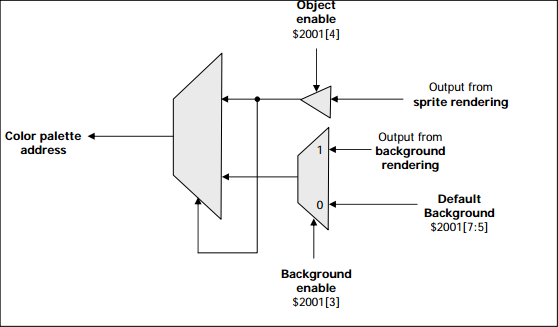 Object
enable
$2001[4]
Output from
sprite rendering
Color palette
address
Output from
background
rendering
1
0
Default
Background
$2001[7:5]
Background
enable
$2001[3]